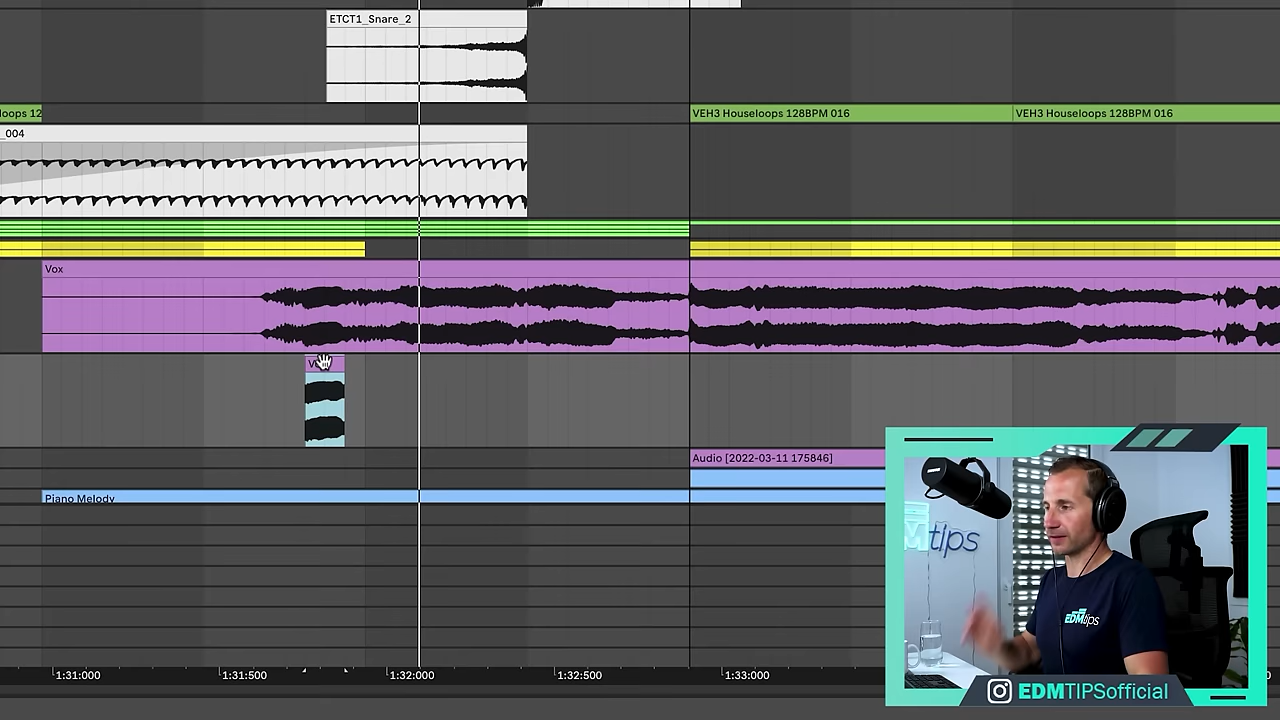 ETCT1_Snare_2
loops 12
VEH3 Houseloops 128BPM 016
VEH3 Houseloops 128BPM 016
_004
Vox
Audio [2022-03-11 175846]
Piano Melody
M tips
EDMtips
1:31:000
1:31:500
1:32:000
1:32:500
1:33:000
EDMTIPSofficial